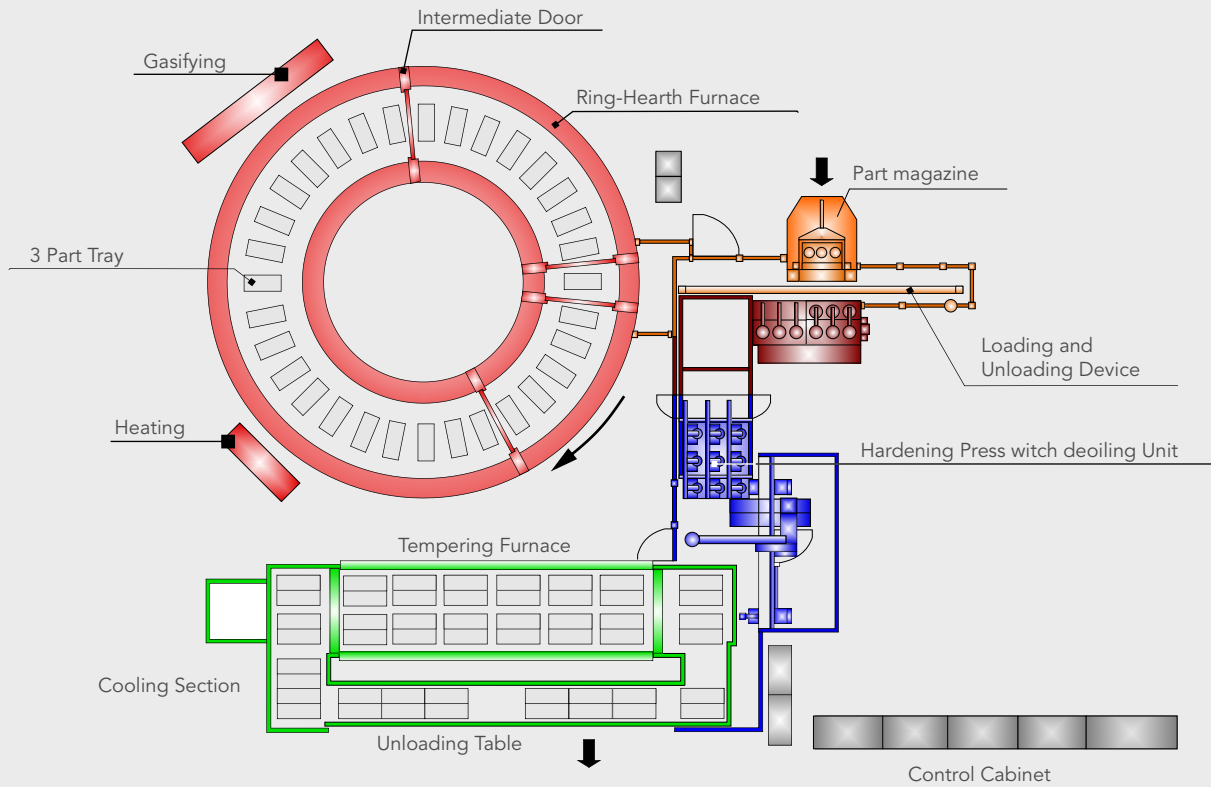 Intermediate Door
Gasifying
Ring-Hearth Furnace
Part magazine
3 Part Tray
Loading and
Unloading Device
Heating
Hardening Press witch deoiling Unit
Tempering Furnace
Cooling Section
Unloading Table
Control Cabinet